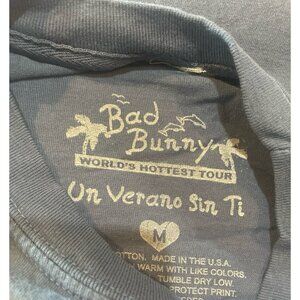 Bad
Bunny
WORLD'S HOTTEST TOUR
Un Verano Sin Ti
M
COTTON. MADE IN THE U.S.A.
WARM WITH LIKE COLORS.
TUMBLE DRY LOW.
PROTECT PRINT.